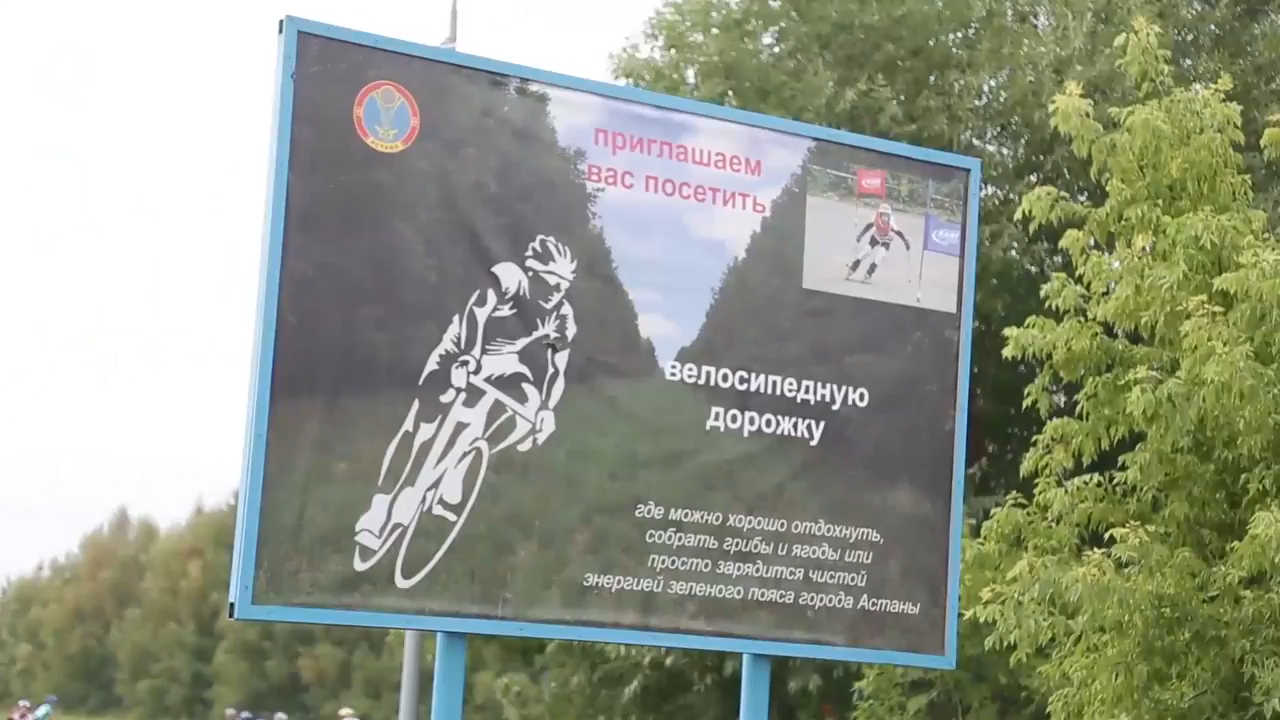 приглашаем
вас посетить
велосипедную
дорожку
где можно хорошо отдохнуть,
собрать грибы и ягоды или
просто зарядится чистой
энергией зеленого пояса города Астаны